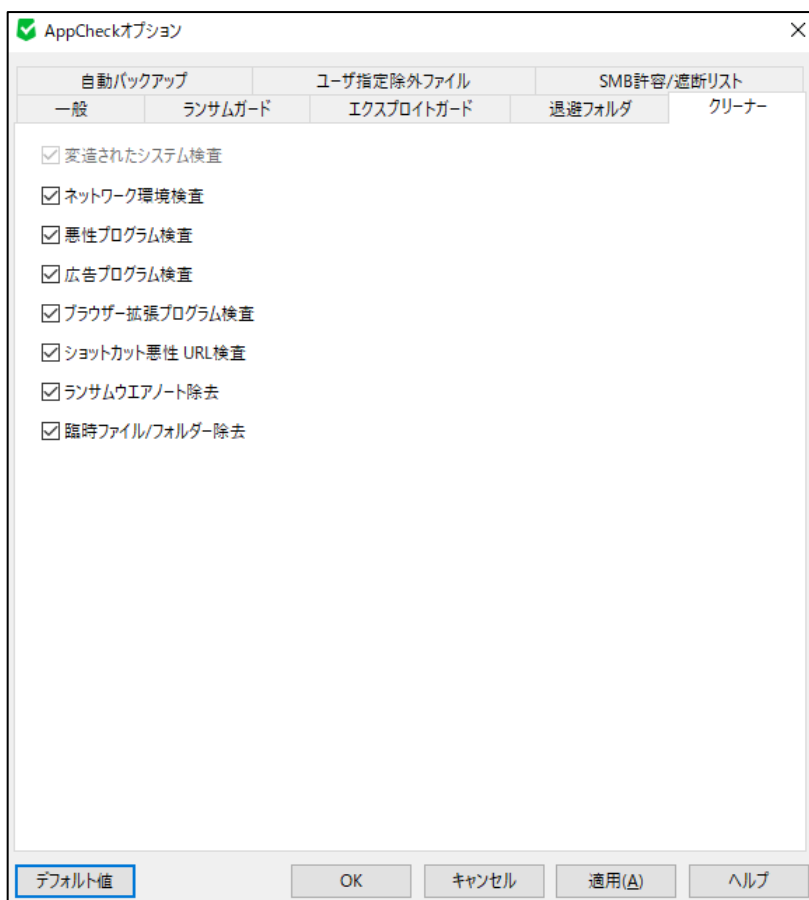 AppCheckオプション
自動バックアップ ユーザ指定除外ファイル SMB許容/遮断リスト
一般 ランサムガード エクスプロイトガード 退避フォルダ クリーナー
変造されたシステム検査
ネットワーク環境検査
悪性プログラム検査
広告プログラム検査
ブラウザー拡張プログラム検査
ショットカット悪性 URL検査
ランサムウエアノート除去
臨時ファイル/フォルダー除去
デフォルト値 OK キャンセル 適用(A) ヘルプ